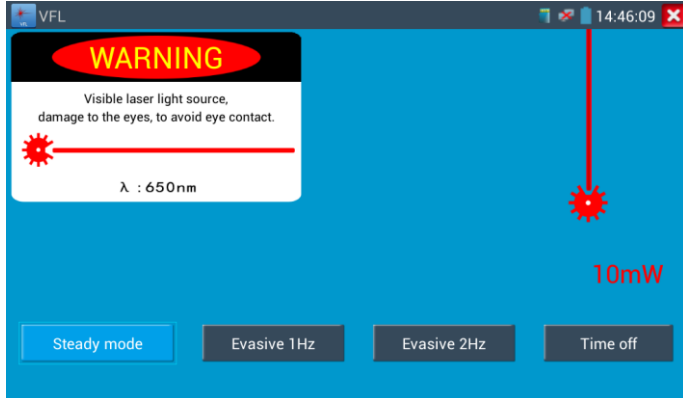 VFL
14:46:09
WARNING
Visible laser light source,
damage to the eyes, to avoid eye contact.
λ :650nm
10mW
Steady mode
Evasive 1Hz
Evasive 2Hz
Time off